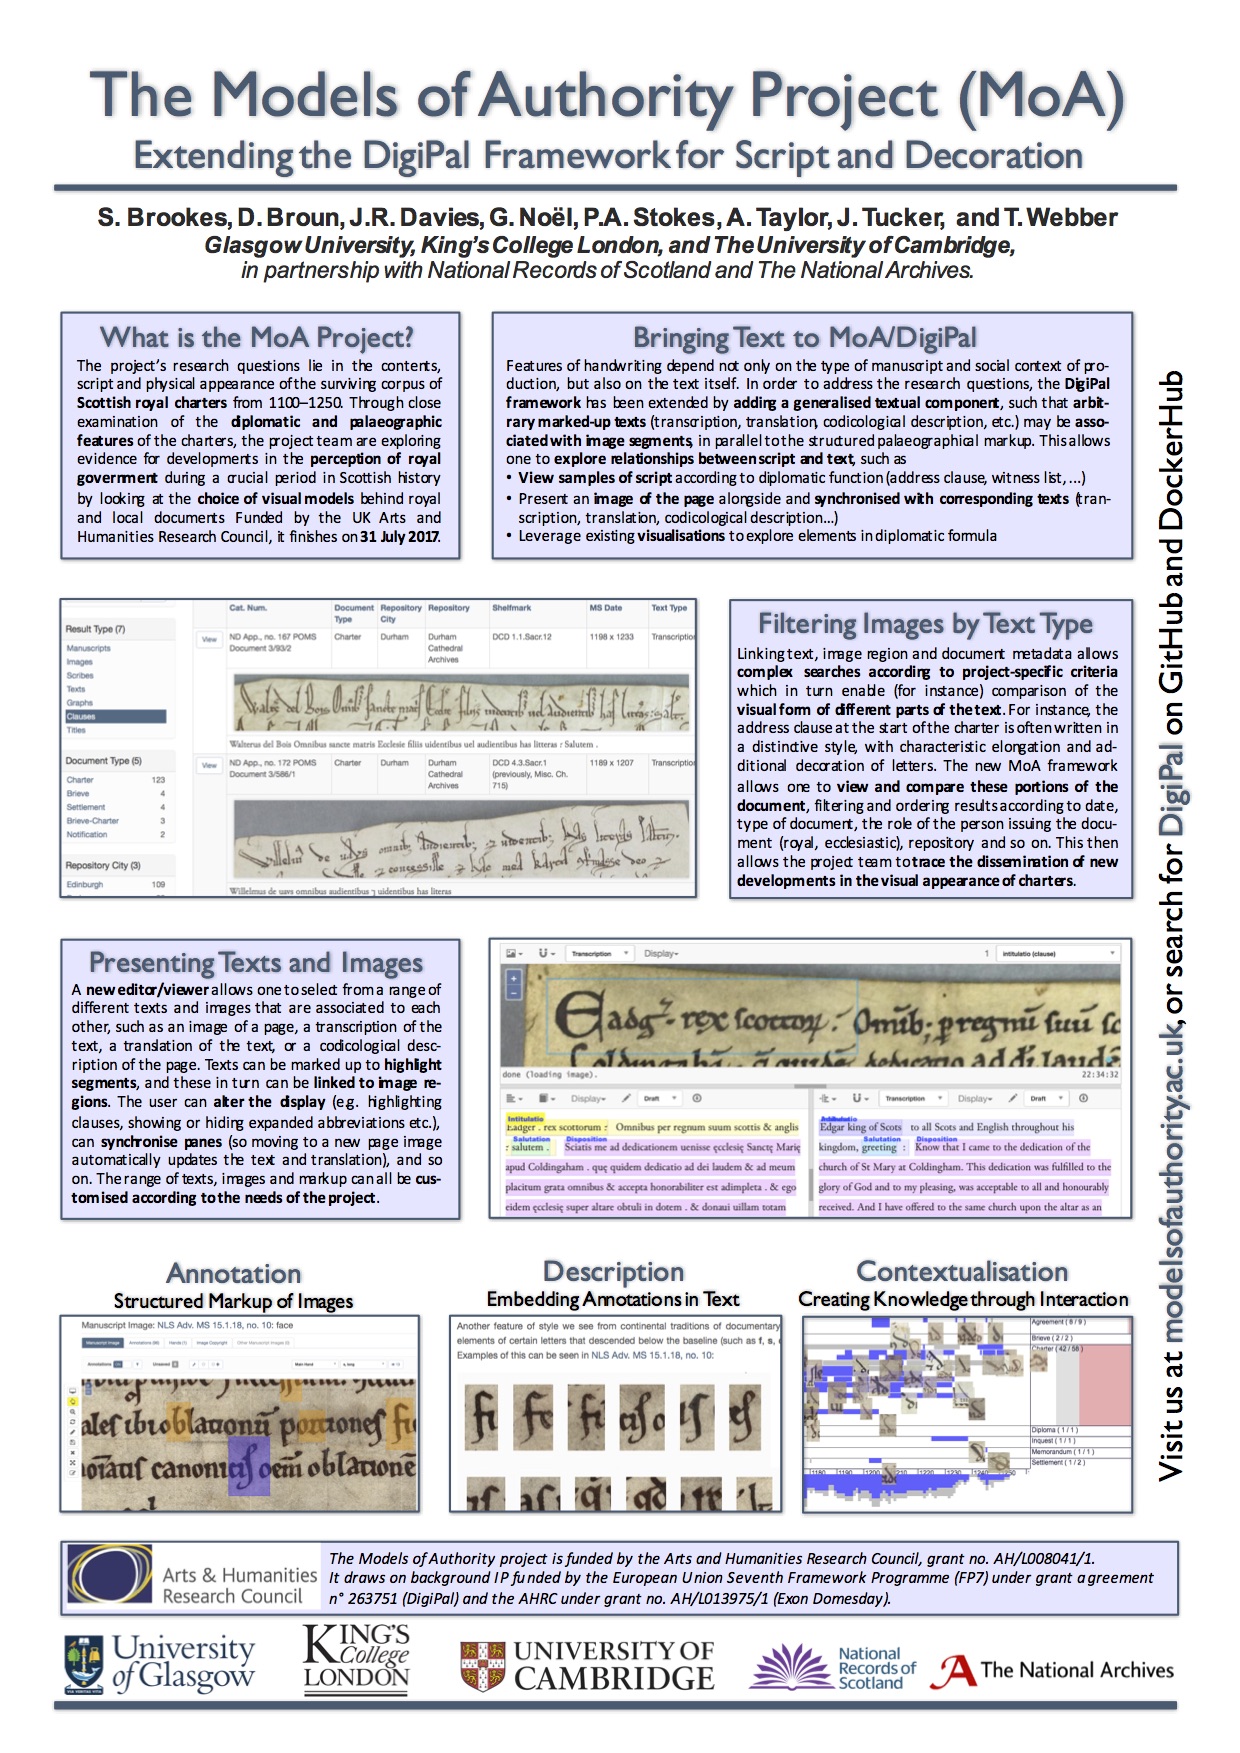 The Models of Authority Project (MoA)
Extending the DigiPal Framework for Script and Decoration
S. Brookes, D. Broun, J.R. Davies, G. Noël, P.A. Stokes, A. Taylor, J. Tucker, and T. Webber
Glasgow University, King's College London, and The University of Cambridge,
in partnership with National Records of Scotland and The National Archives.
What is the MoA Project?
The project's research questions lie in the contents,
script and physical appearance of the surviving corpus of
Scottish royal charters from 1100–1250. Through close
examination of the diplomatic and palaeographic
features of the charters, the project team are exploring
evidence for developments in the perception of royal
government during a crucial period in Scottish history
by looking at the choice of visual models behind royal
and local documents Funded by the UK Arts and
Humanities Research Council, it finishes on 31 July 2017.
Bringing Text to MoA/DigiPal
Features of handwriting depend not only on the type of manuscript and social context of pro-
duction, but also on the text itself. In order to address the research questions, the DigiPal
framework has been extended by adding a generalised textual component, such that arbit-
rary marked-up texts (transcription, translation, codicological description, etc.) may be asso-
ciated with image segments, in parallel to the structured palaeographical markup. This allows
one to explore relationships between script and text, such as
• View samples of script according to diplomatic function (address clause, witness list, ...)
• Present an image of the page alongside and synchronised with corresponding texts (tran-
scription, translation, codicological description...)
• Leverage existing visualisations to explore elements in diplomatic formula
Result Type (7)
Manuscripts
Images
Scribes
Texts
Graphs
Clauses
Titles
Document Type (5)
Charter 123
Brieve 4
Settlement 4
Brieve-Charter 3
Notification 2
Repository City (3)
Edinburgh 109
Cat. Num. Document Type Repository City Repository Shelfmark MS Date Text Type
View ND App., no. 167 POMS Document 3/93/2 Charter Durham Durham Cathedral Archives DCD 1.1.Sacr.12 1198 x 1233 Transcription
Walterus del Bois Omnibus sancte matris Ecclesie filiis uidentibus uel audientibus has litteras : Salutem .
View ND App., no. 172 POMS Document 3/586/1 Charter Durham Durham Cathedral Archives DCD 4.3.Sacr.1 (previously, Misc. Ch. 715) 1189 x 1207 Transcription
Willelmus de uavs omnibus audientibus ⁊ uidentibus has literas
Filtering Images by Text Type
Linking text, image region and document metadata allows
complex searches according to project-specific criteria
which in turn enable (for instance) comparison of the
visual form of different parts of the text. For instance, the
address clause at the start of the charter is often written in
a distinctive style, with characteristic elongation and ad-
ditional decoration of letters. The new MoA framework
allows one to view and compare these portions of the
document, filtering and ordering results according to date,
type of document, the role of the person issuing the docu-
ment (royal, ecclesiastic), repository and so on. This then
allows the project team to trace the dissemination of new
developments in the visual appearance of charters.
Presenting Texts and Images
A new editor/viewer allows one to select from a range of
different texts and images that are associated to each
other, such as an image of a page, a transcription of the
text, a translation of the text, or a codicological desc-
ription of the page. Texts can be marked up to highlight
segments, and these in turn can be linked to image re-
gions. The user can alter the display (eg. highlighting
clauses, showing or hiding expanded abbreviations etc.),
can synchronise panes (so moving to a new page image
automatically updates the text and translation), and so
on. The range of texts, images and markup can all be cus-
tomised according to the needs of the project.
Transcription Display 1 intitulatio (clause)
Eadg' rex scottoꝝ : Omib; pregnū suū sc
done (loading image). 22:34:32
Display Draft
Transcription Display Draft
Intitulatio
Eadger . rex scottorum : Omnibus per regnum suum scottis & anglis
Salutation Disposition
: salutem . Sciatis me ad dedicationem uenisse ęcclesię Sanctę Marię
apud Coldingaham . quę quidem dedicatio ad dei laudem & ad meum
placitum grata omnibus & accepta honorabiliter est adimpleta . & ego
eidem ęcclesię super altare obtuli in dotem . & donaui uillam totam
Edgar king of Scots to all Scots and English throughout his
Salutation Disposition
kingdom, greeting : Know that I came to the dedication of the
church of St Mary at Coldingham. This dedication was fulfilled to the
glory of God and to my pleasing, was acceptable to all and honourably
received. And I have offered to the same church upon the altar as an
Annotation
Structured Markup of Images
Manuscript Image: NLS Adv. MS 15.1.18, no. 10: face
Manuscript Image Hands (1) Image Copyright
Annotations
Description
Embedding Annotations in Text
Another feature of style we see from continental traditions of documentary
elements of certain letters that descended below the baseline (such as f, s,
Examples of this can be seen in NLS Adv. MS 15.1.18, no. 10:
Contextualisation
Creating Knowledge through Interaction
Agreement ( 8 / 9 )
Brieve ( 2 / 2 )
Charter ( 42 / 58 )
Diploma ( 1 / 1 )
Inquest ( 1 / 1 )
Memorandum ( 1 / 1 )
Settlement ( 1 / 2 )
1180 1190 1200 1220 1230 1240
Visit us at modelsofauthority.ac.uk, or search for DigiPal on GitHub and DockerHub
Arts & Humanities
Research Council
The Models of Authority project is funded by the Arts and Humanities Research Council, grant no. AH/L008041/1.
It draws on background IP funded by the European Union Seventh Framework Programme (FP7) under grant agreement
n° 263751 (DigiPal) and the AHRC under grant no. AH/L013975/1 (Exon Domesday).
University
of Glasgow
KING'S
College
LONDON
UNIVERSITY OF
CAMBRIDGE
National
Records of
Scotland
The National Archives